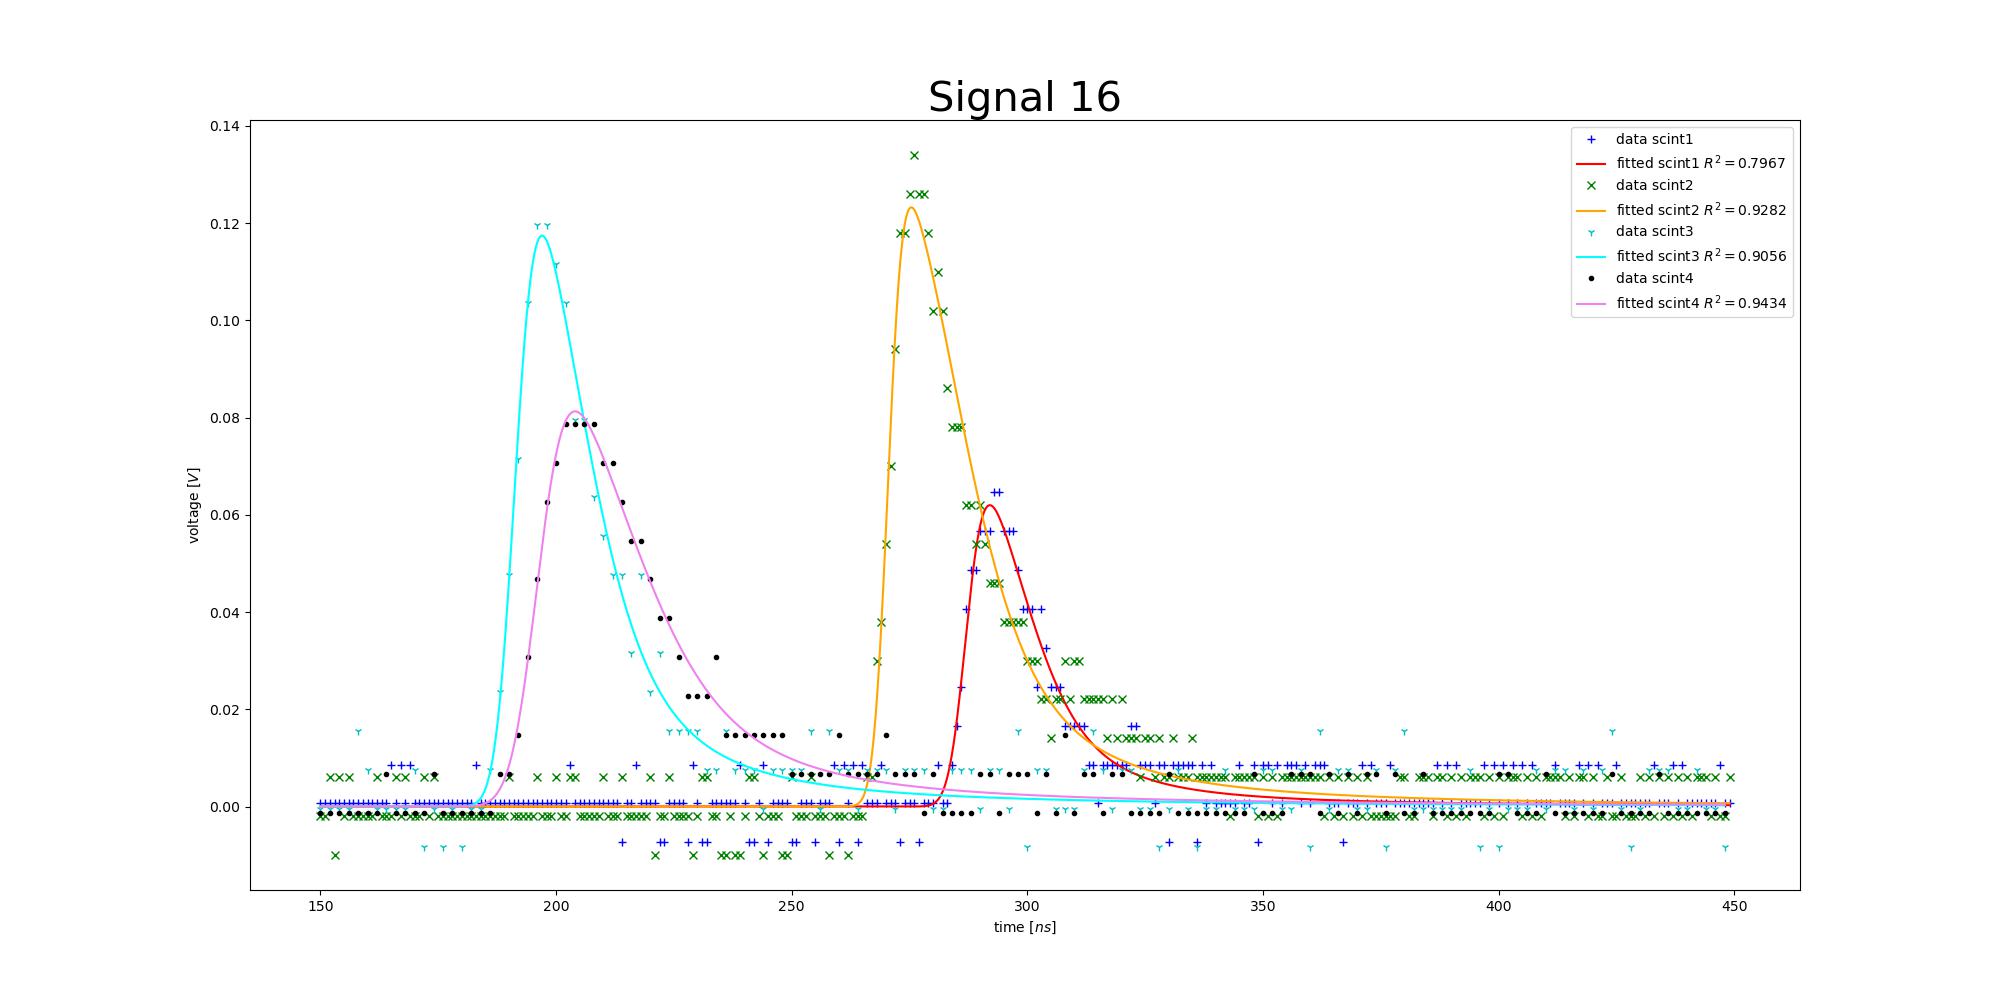 Signal 16
0.14
0.12
0.10
0.08
0.06
0.04
0.02
0.00
voltage [V]
150 200 250 300 350 400 450
time [ns]
data scint1
fitted scint1 R² = 0.7967
data scint2
fitted scint2 R² = 0.9282
data scint3
fitted scint3 R² = 0.9056
data scint4
fitted scint4 R² = 0.9434